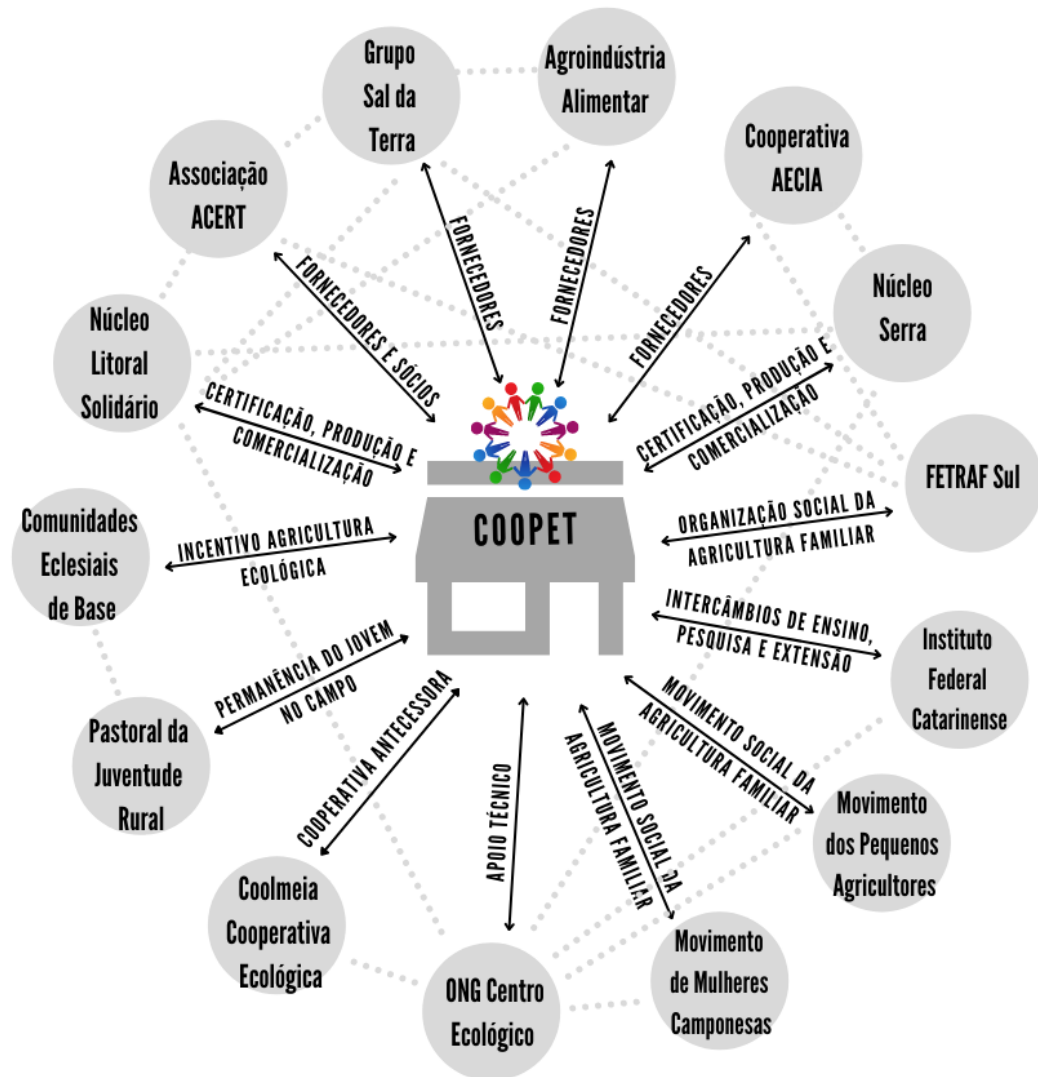 Grupo
Sal da
Terra
Agroindústria
Alimentar
Cooperativa
AECIA
Associação
ACERT
Núcleo
Serra
Núcleo
Litoral
Solidário
FETRAF Sul
Comunidades
Eclesiais
de Base
Instituto
Federal
Catarinense
Pastoral da
Juventude
Rural
Movimento
dos Pequenos
Agricultores
Coolmeia
Cooperativa
Ecológica
ONG Centro
Ecológico
Movimento
de Mulheres
Camponesas
COOPET
FORNECEDORES
FORNECEDORES
FORNECEDORES
FORNECEDORES E SÓCIOS
CERTIFICAÇÃO, PRODUÇÃO E
COMERCIALIZAÇÃO
CERTIFICAÇÃO, PRODUÇÃO E
COMERCIALIZAÇÃO
INCENTIVO AGRICULTURA
ECOLÓGICA
ORGANIZAÇÃO SOCIAL DA
AGRICULTURA FAMILIAR
PERMANÊNCIA DO JOVEM
NO CAMPO
INTERCÂMBIOS DE ENSINO,
PESQUISA E EXTENSÃO
COOPERATIVA ANTECESSORA
APOIO TÉCNICO
MOVIMENTO SOCIAL DA
AGRICULTURA FAMILIAR
MOVIMENTO SOCIAL DA
AGRICULTURA FAMILIAR